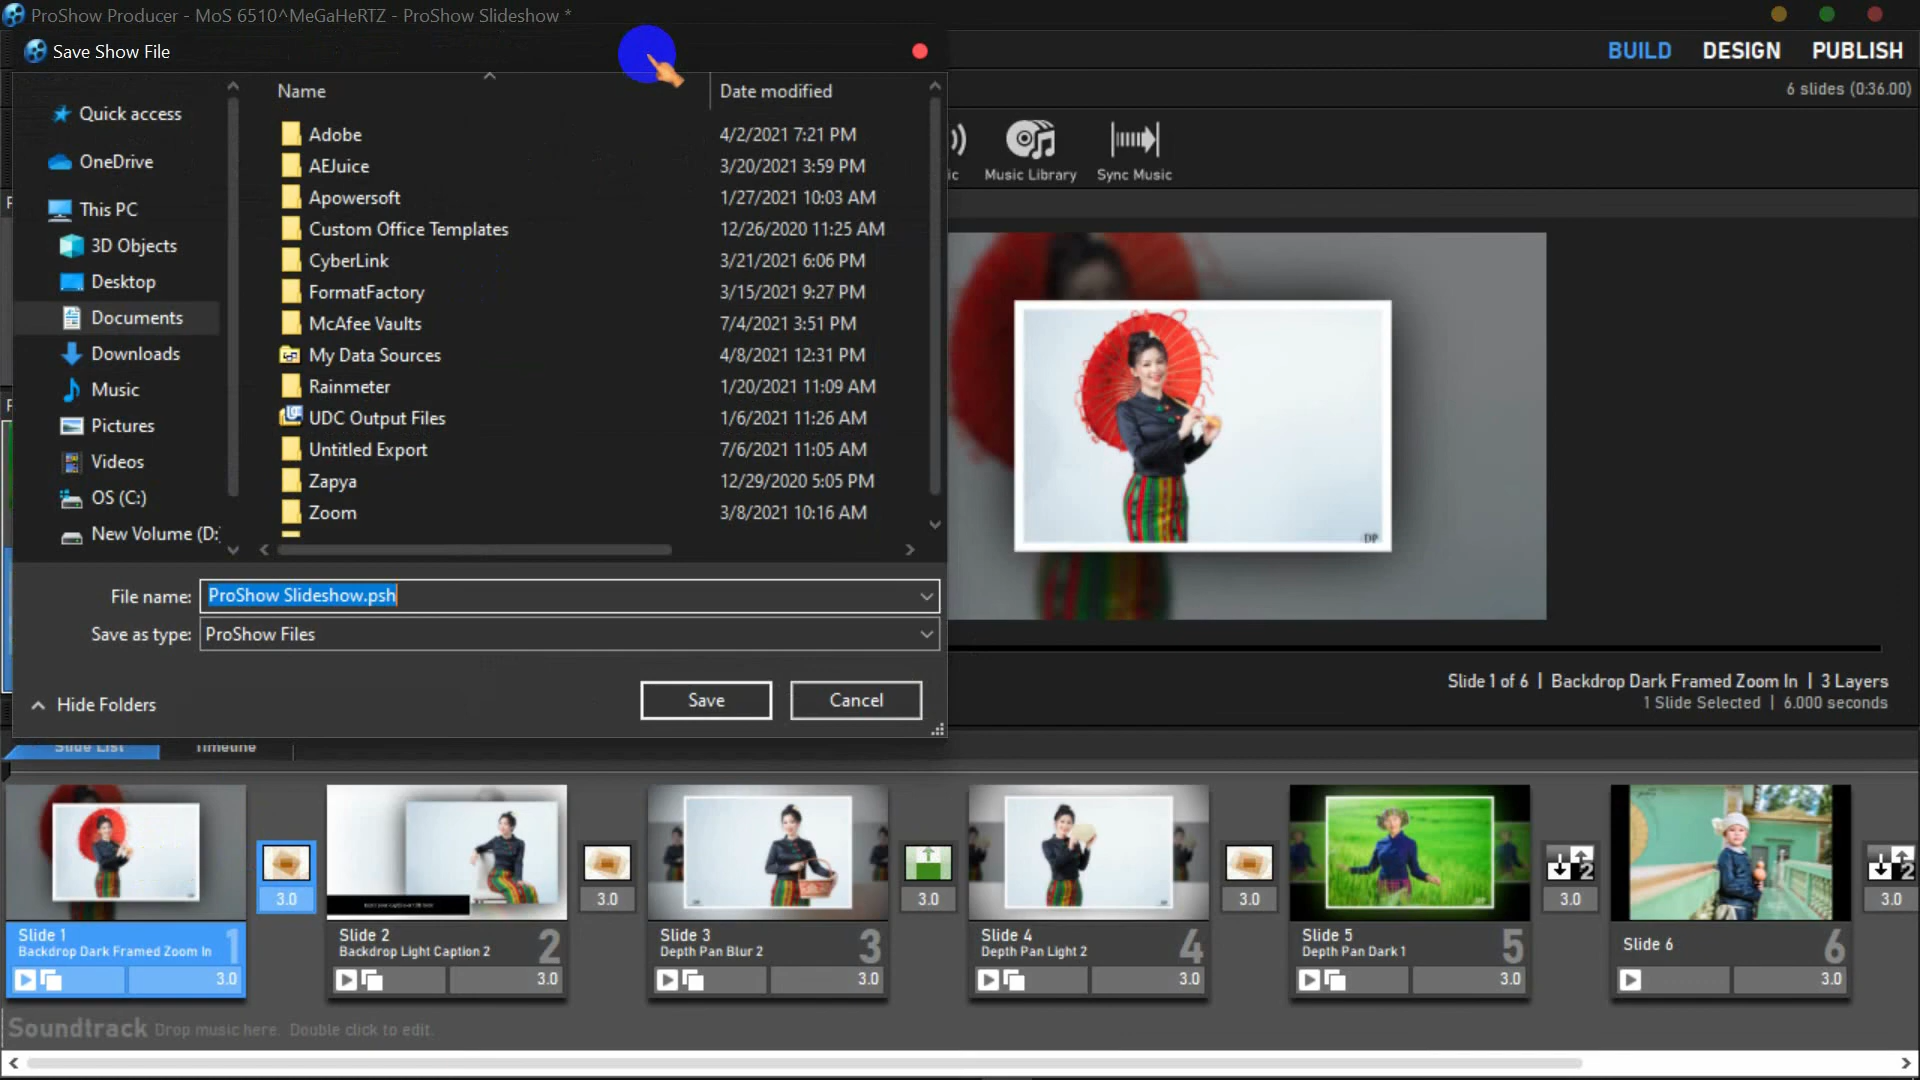 ProShow Producer - MoS 6510^MeGaHeRTZ - ProShow Slideshow *
Save Show File
BUILD DESIGN PUBLISH
6 slides (0:36.00)
Name Date modified
Quick access
OneDrive
This PC
3D Objects
Desktop
Documents
Downloads
Music
Pictures
Videos
OS (C:)
New Volume (D:
Adobe 4/2/2021 7:21 PM
AEJuice 3/20/2021 3:59 PM
Apowersoft 1/27/2021 10:03 AM
Custom Office Templates 12/26/2020 11:25 AM
CyberLink 3/21/2021 6:06 PM
FormatFactory 3/15/2021 9:27 PM
McAfee Vaults 7/4/2021 3:51 PM
My Data Sources 4/8/2021 12:31 PM
Rainmeter 1/20/2021 11:09 AM
UDC Output Files 1/6/2021 11:26 AM
Untitled Export 7/6/2021 11:05 AM
Zapya 12/29/2020 5:05 PM
Zoom 3/8/2021 10:16 AM
ic Music Library Sync Music
DP
File name: ProShow Slideshow.psh
Save as type: ProShow Files
Hide Folders Save Cancel
Slide 1 of 6 | Backdrop Dark Framed Zoom In | 3 Layers
1 Slide Selected | 6.000 seconds
Slide List Timeline
3.0 3.0 3.0 3.0 3.0 3.0
Slide 1
Backdrop Dark Framed Zoom In 1
3.0
Slide 2
Backdrop Light Caption 2 2
3.0
Slide 3
Depth Pan Blur 2 3
3.0
Slide 4
Depth Pan Light 2 4
3.0
Slide 5
Depth Pan Dark 1 5
3.0
Slide 6 6
3.0
Soundtrack Drop music here. Double click to edit.